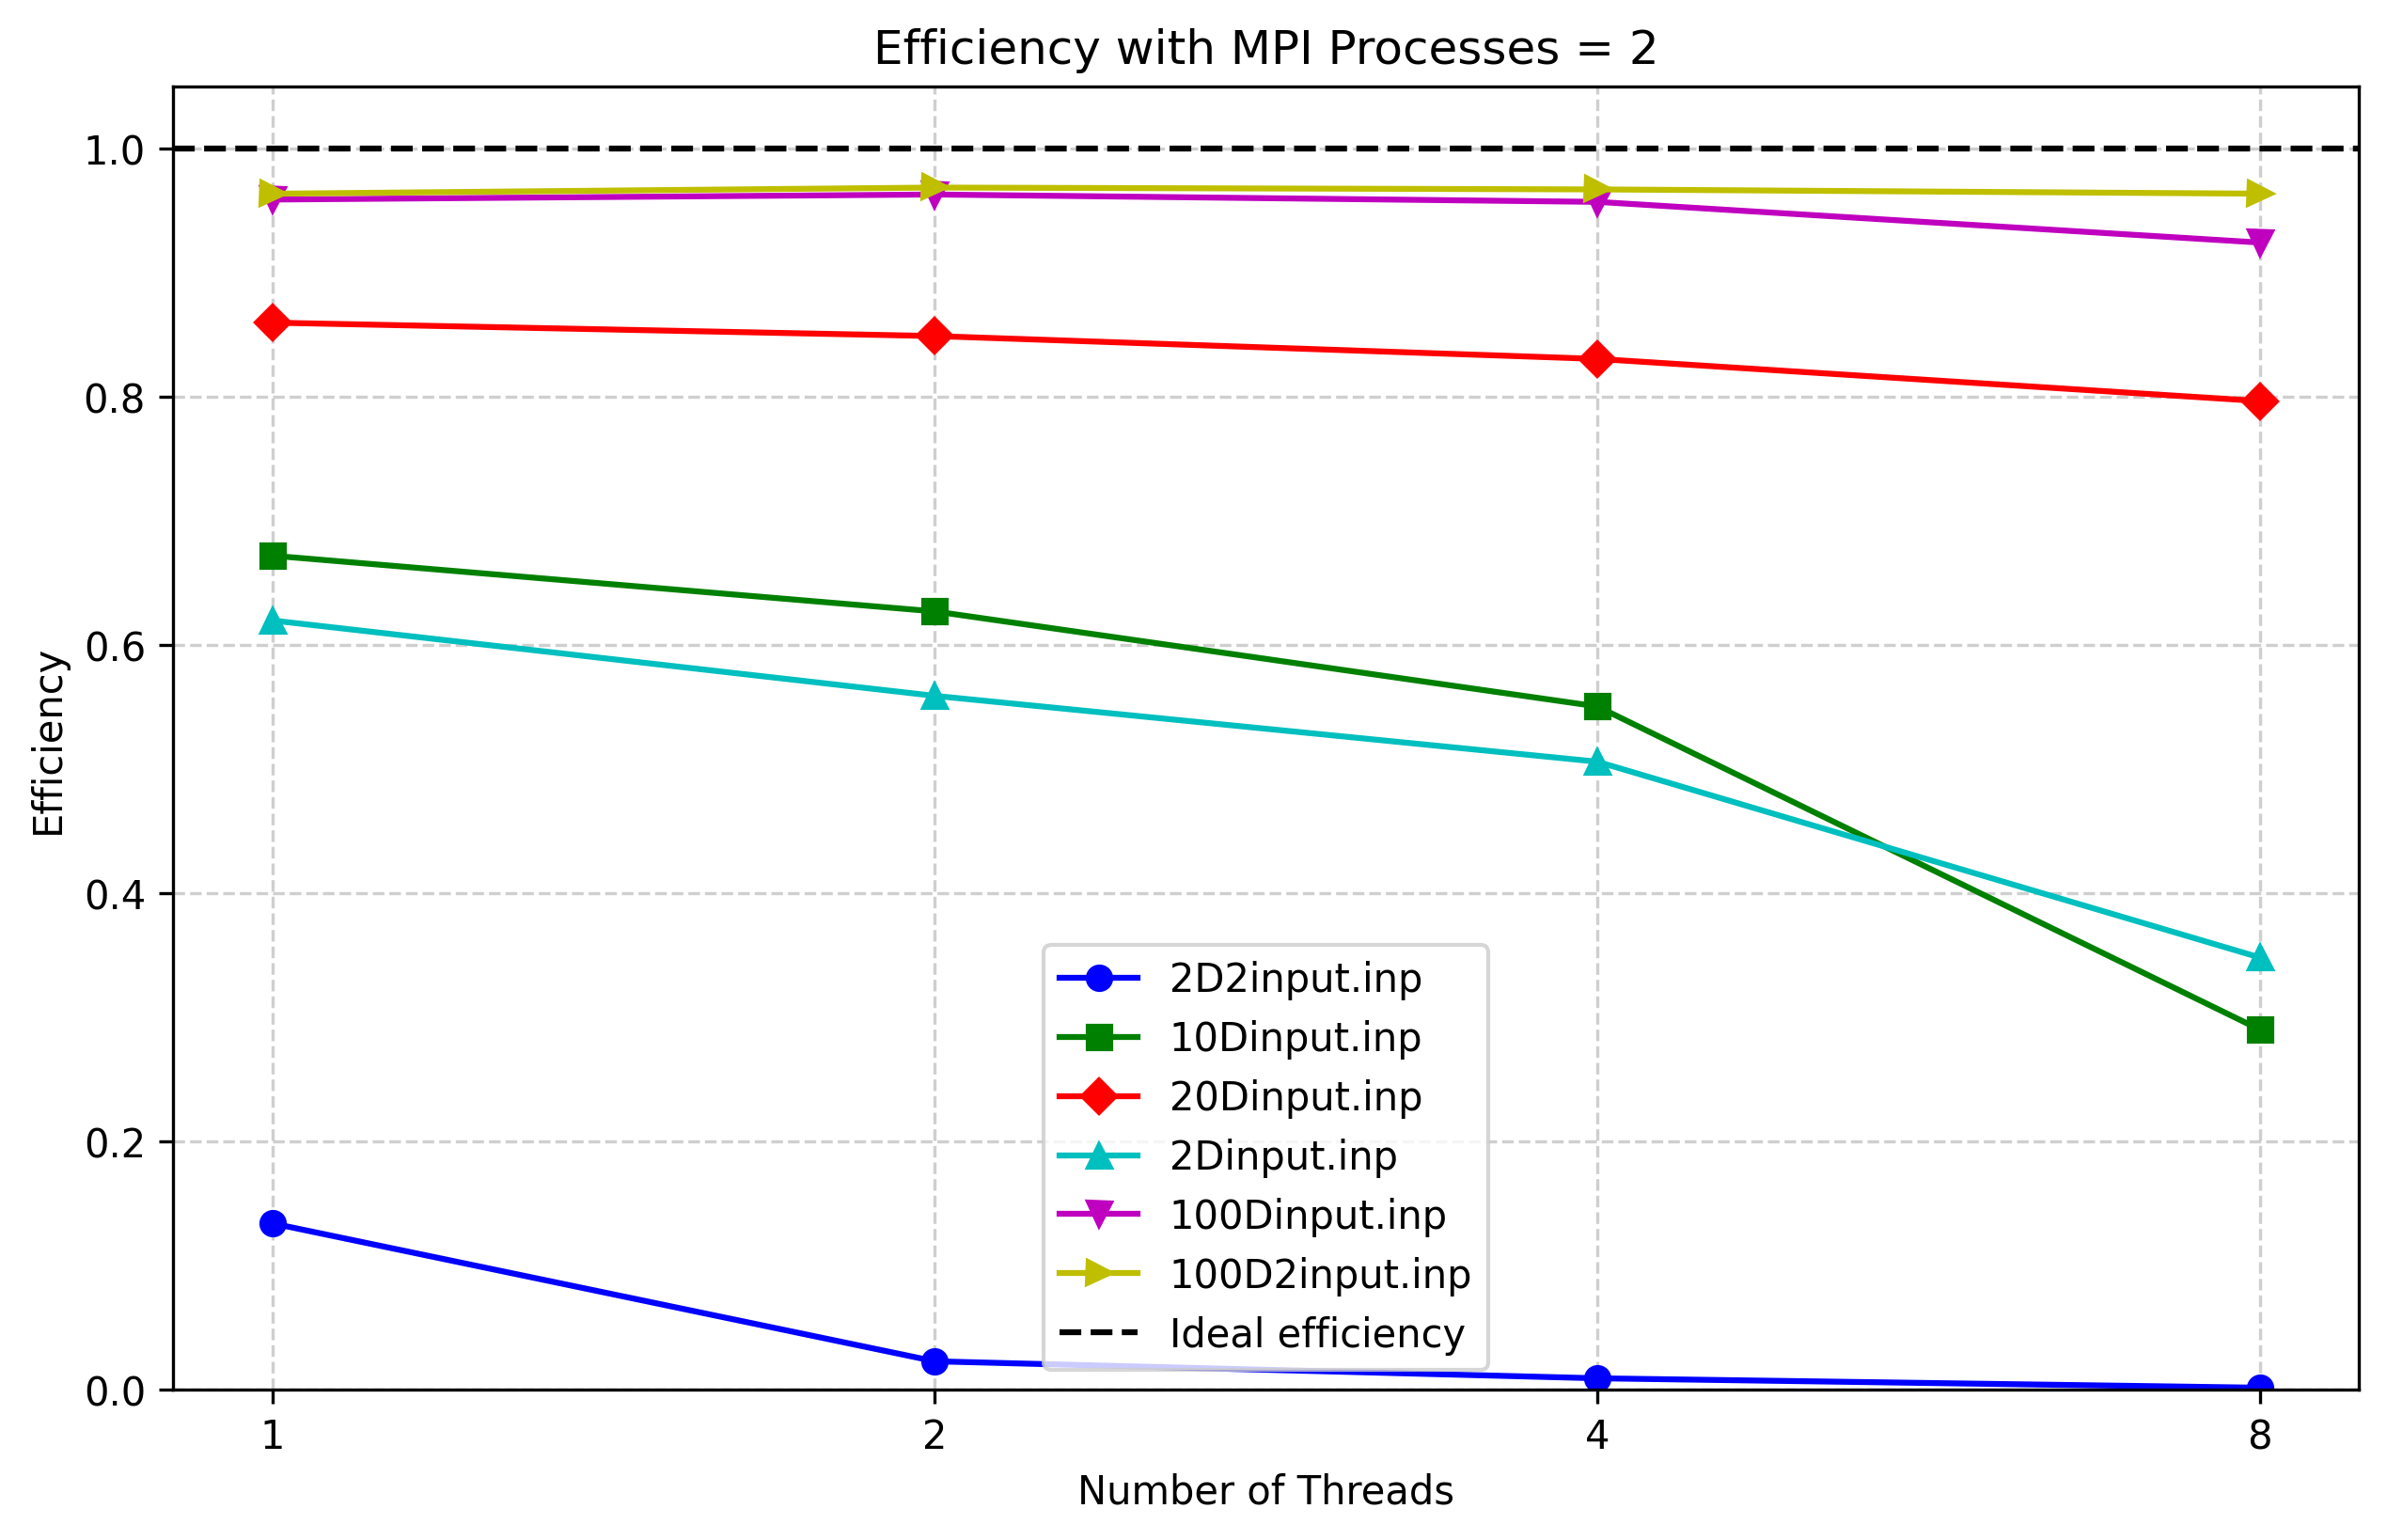 Efficiency with MPI Processes = 2
Efficiency
1.0
0.8
0.6
0.4
0.2
0.0
2D2input.inp
10Dinput.inp
20Dinput.inp
2Dinput.inp
100Dinput.inp
100D2input.inp
Ideal efficiency
1 2 4 8
Number of Threads